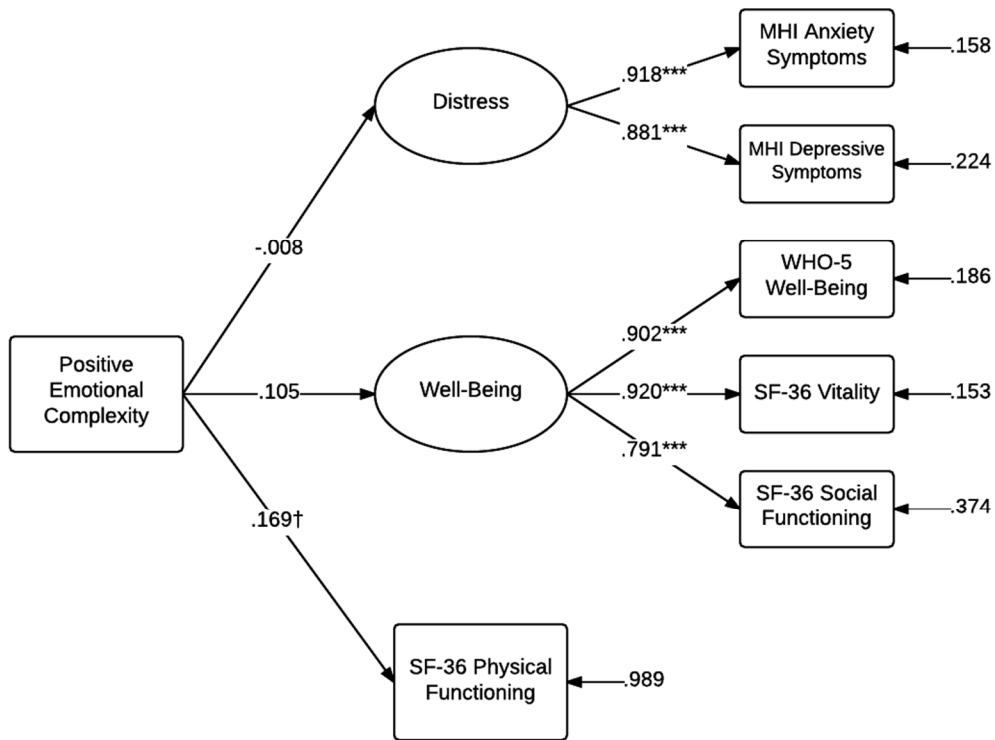 MHI Anxiety
Symptoms
.158
.918***
Distress
.881***
MHI Depressive
Symptoms
.224
-.008
WHO-5
Well-Being
.186
.902***
Positive
Emotional
Complexity
.105
Well-Being
.920***
SF-36 Vitality
.153
.791***
SF-36 Social
Functioning
.374
.169†
SF-36 Physical
Functioning
.989